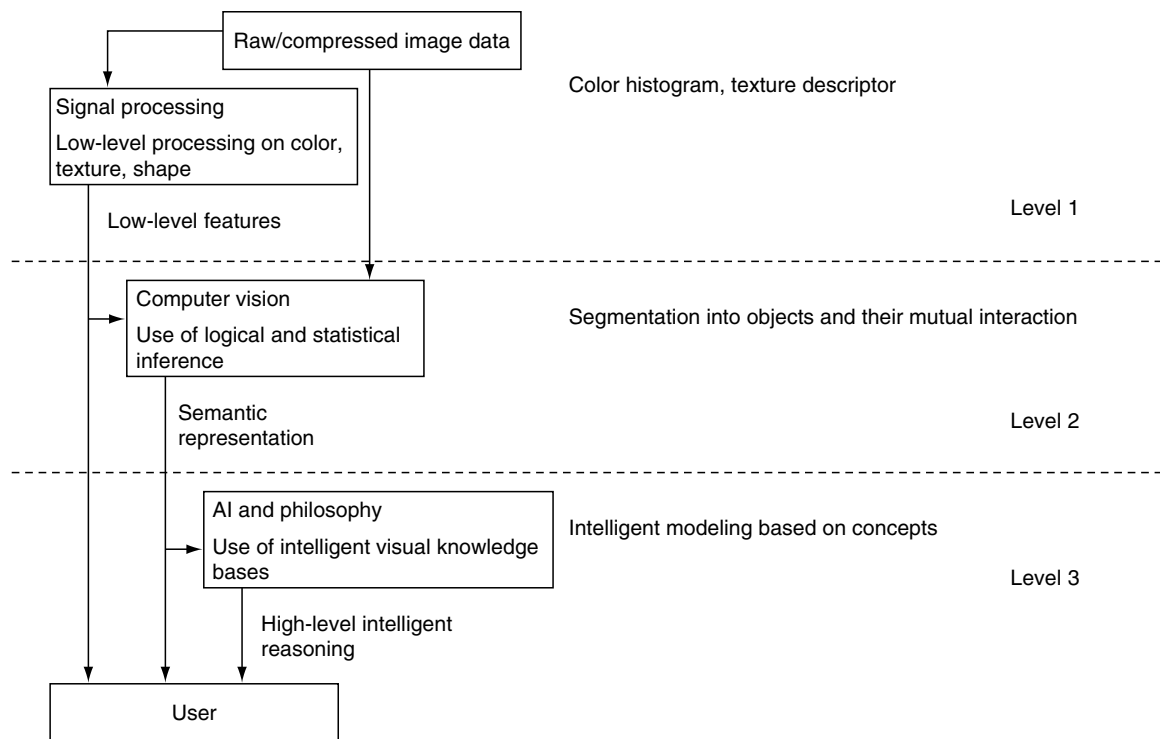 Raw/compressed image data
Color histogram, texture descriptor
Signal processing
Low-level processing on color,
texture, shape
Level 1
Low-level features
Computer vision
Use of logical and statistical
inference
Segmentation into objects and their mutual interaction
Semantic
representation
Level 2
AI and philosophy
Use of intelligent visual knowledge
bases
Intelligent modeling based on concepts
Level 3
High-level intelligent
reasoning
User